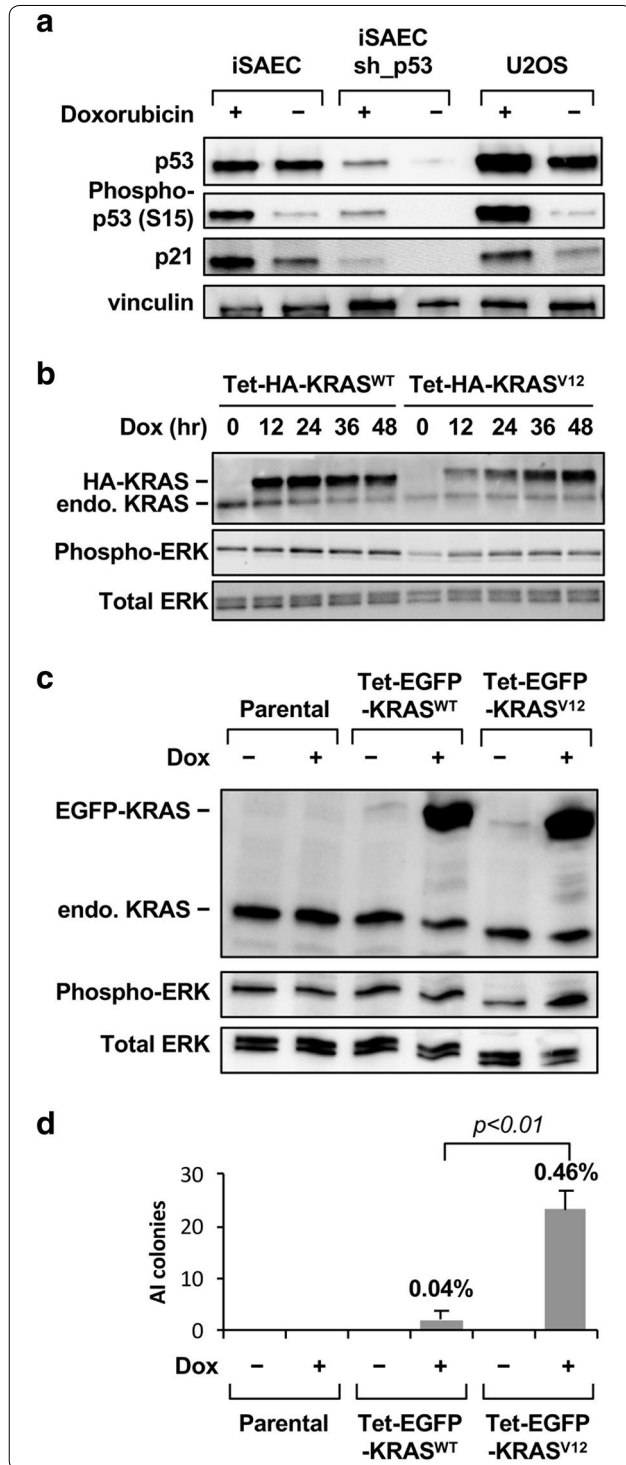 a
iSAEC
iSAEC
sh_p53
U2OS
Doxorubicin + − + − + −
p53
Phospho-
p53 (S15)
p21
vinculin
b
Tet-HA-KRASWT Tet-HA-KRASV12
Dox (hr) 0 12 24 36 48 0 12 24 36 48
HA-KRAS –
endo. KRAS –
Phospho-ERK
Total ERK
c
Parental
Tet-EGFP
-KRASWT
Tet-EGFP
-KRASV12
Dox − + − + − +
EGFP-KRAS –
endo. KRAS –
Phospho-ERK
Total ERK
d
p<0.01
AI colonies
30
20
10
0
0.04%
0.46%
Dox − + − + − +
Parental
Tet-EGFP
-KRASWT
Tet-EGFP
-KRASV12